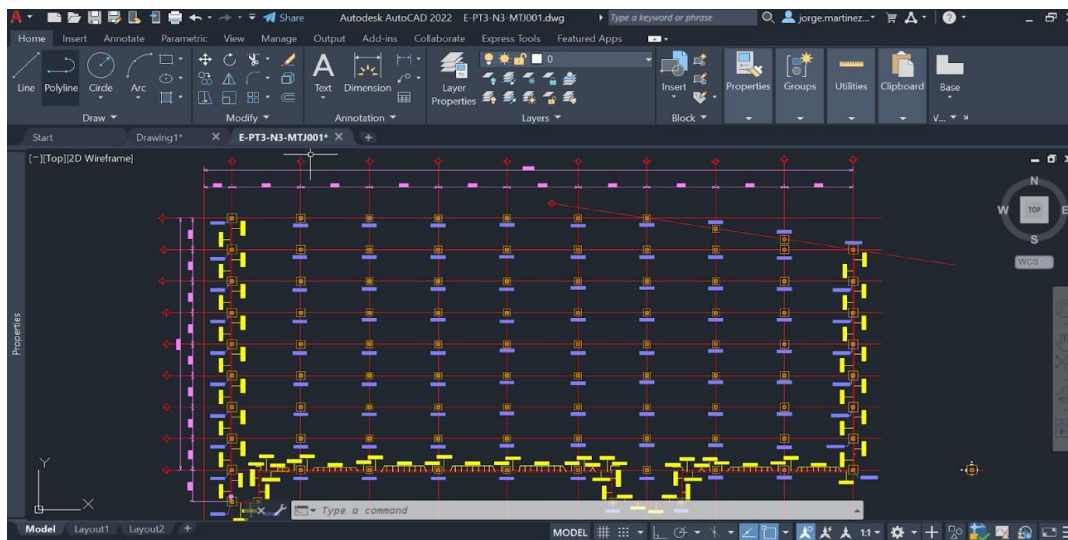 Share Autodesk AutoCAD 2022 E-PT3-N3-MTJ001.dwg Type a keyword or phrase jorge.martinez...
Home Insert Annotate Parametric View Manage Output Add-ins Collaborate Express Tools Featured Apps
0
Line Polyline Circle Arc Text Dimension Layer Properties Insert Properties Groups Utilities Clipboard Base
Draw Modify Annotation Layers Block V...
Start Drawing1* E-PT3-N3-MTJ001*
[-][Top][2D Wireframe]
N
W TOP E
S
WCS
Properties
Y
X
Type a command
Model Layout1 Layout2 MODEL 1:1